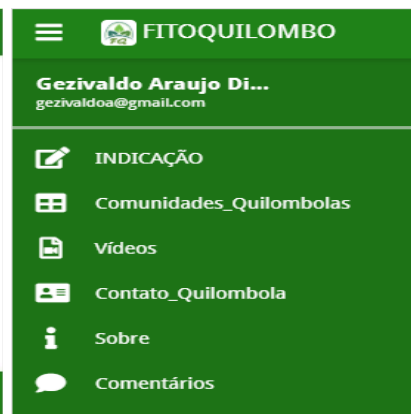 FITOQUILOMBO
Gezivaldo Araujo Di...
gezivaldoa@gmail.com
INDICAÇÃO
Comunidades_Quilombolas
Vídeos
Contato_Quilombola
Sobre
Comentários